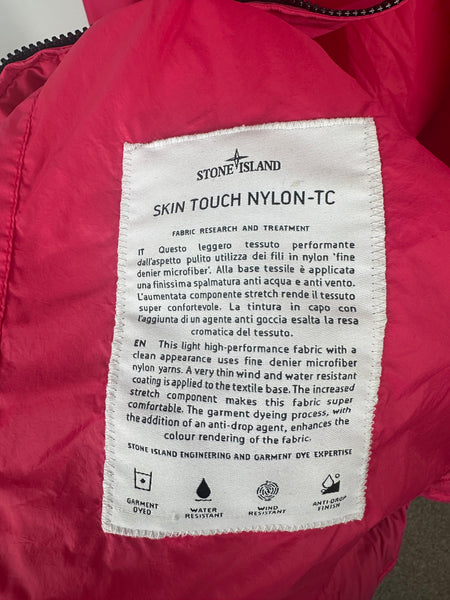 STONE ISLAND
SKIN TOUCH NYLON-TC
FABRIC RESEARCH AND TREATMENT
IT Questo leggero tessuto performante
dall'aspetto pulito utilizza dei fili in nylon 'fine
denier microfiber'. Alla base tessile è applicata
una finissima spalmatura anti acqua e anti vento.
L'aumentata componente stretch rende il tessuto
super confortevole. La tintura in capo con
l'aggiunta di un agente anti goccia esalta la resa
cromatica del tessuto.
EN This light high-performance fabric with a
clean appearance uses fine denier microfiber
nylon yarns. A very thin wind and water resistant
coating is applied to the textile base. The increased
stretch component makes this fabric super
comfortable. The garment dyeing process, with
the addition of an anti-drop agent, enhances the
colour rendering of the fabric.
STONE ISLAND ENGINEERING AND GARMENT DYE EXPERTISE
GARMENT DYED
WATER RESISTANT
WIND RESISTANT
ANTI-DROP FINISH